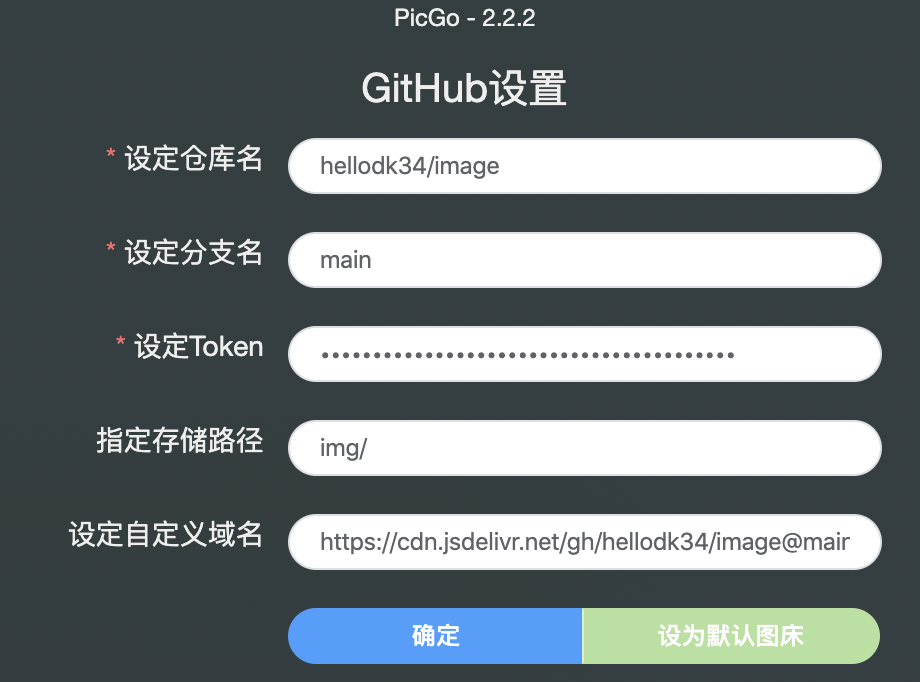 PicGo - 2.2.2
GitHub设置
* 设定仓库名
hellodk34/image
* 设定分支名
main
* 设定Token
••••••••••••••••••••••••••••••••••••••••
指定存储路径
img/
设定自定义域名
https://cdn.jsdelivr.net/gh/hellodk34/image@main
确定
设为默认图床